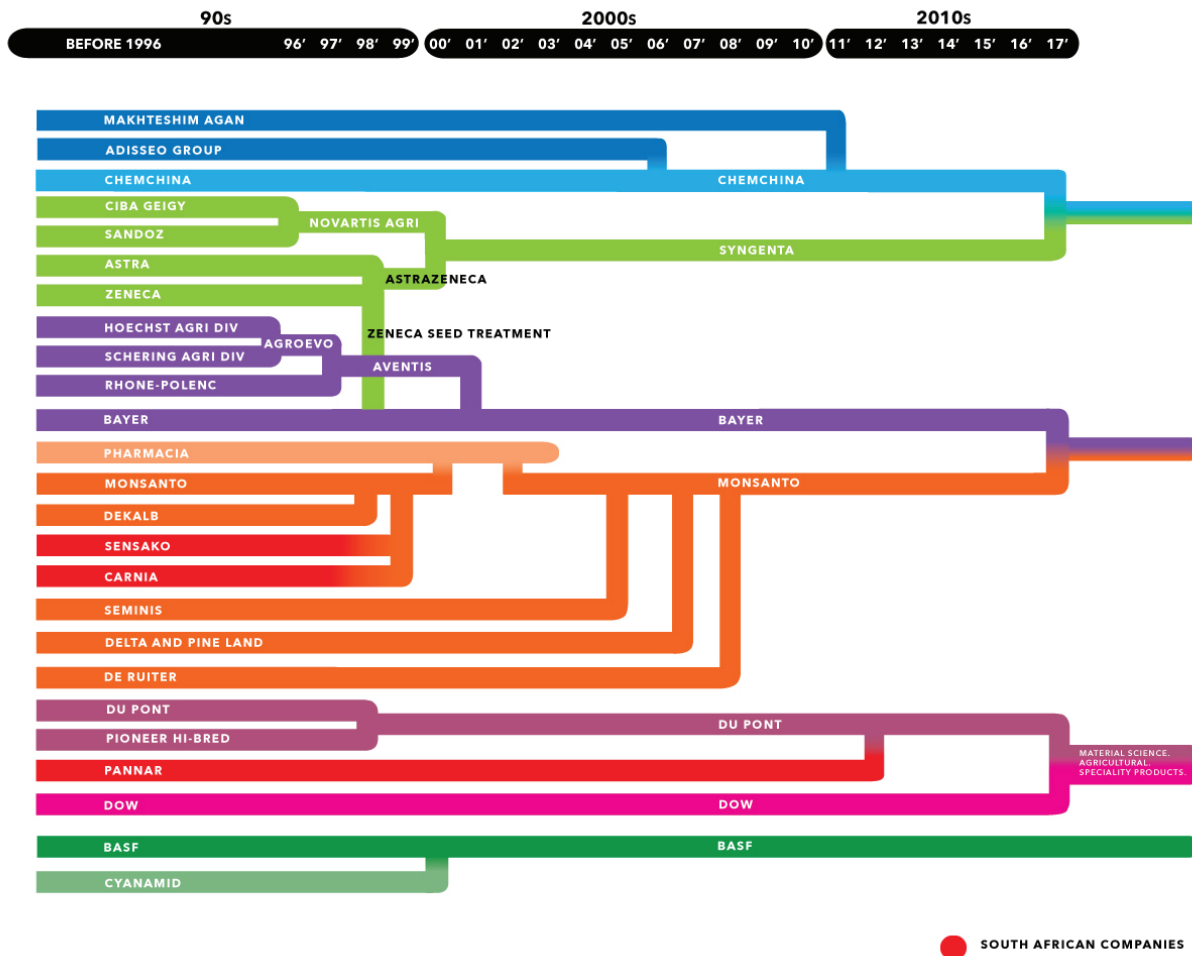 90s
2000s
2010s
BEFORE 1996 96' 97' 98' 99' 00' 01' 02' 03' 04' 05' 06' 07' 08' 09' 10' 11' 12' 13' 14' 15' 16' 17'
MAKHTESHIM AGAN
ADISSEO GROUP
CHEMCHINA
CHEMCHINA
CIBA GEIGY
NOVARTIS AGRI
SANDOZ
SYNGENTA
ASTRA
ASTRAZENECA
ZENECA
HOECHST AGRI DIV
ZENECA SEED TREATMENT
AGROEVO
SCHERING AGRI DIV
AVENTIS
RHONE-POLENC
BAYER
BAYER
PHARMACIA
MONSANTO
MONSANTO
DEKALB
SENSAKO
CARNIA
SEMINIS
DELTA AND PINE LAND
DE RUITER
DU PONT
DU PONT
PIONEER HI-BRED
MATERIAL SCIENCE.
AGRICULTURAL.
SPECIALITY PRODUCTS.
PANNAR
DOW
DOW
BASF
BASF
CYANAMID
SOUTH AFRICAN COMPANIES